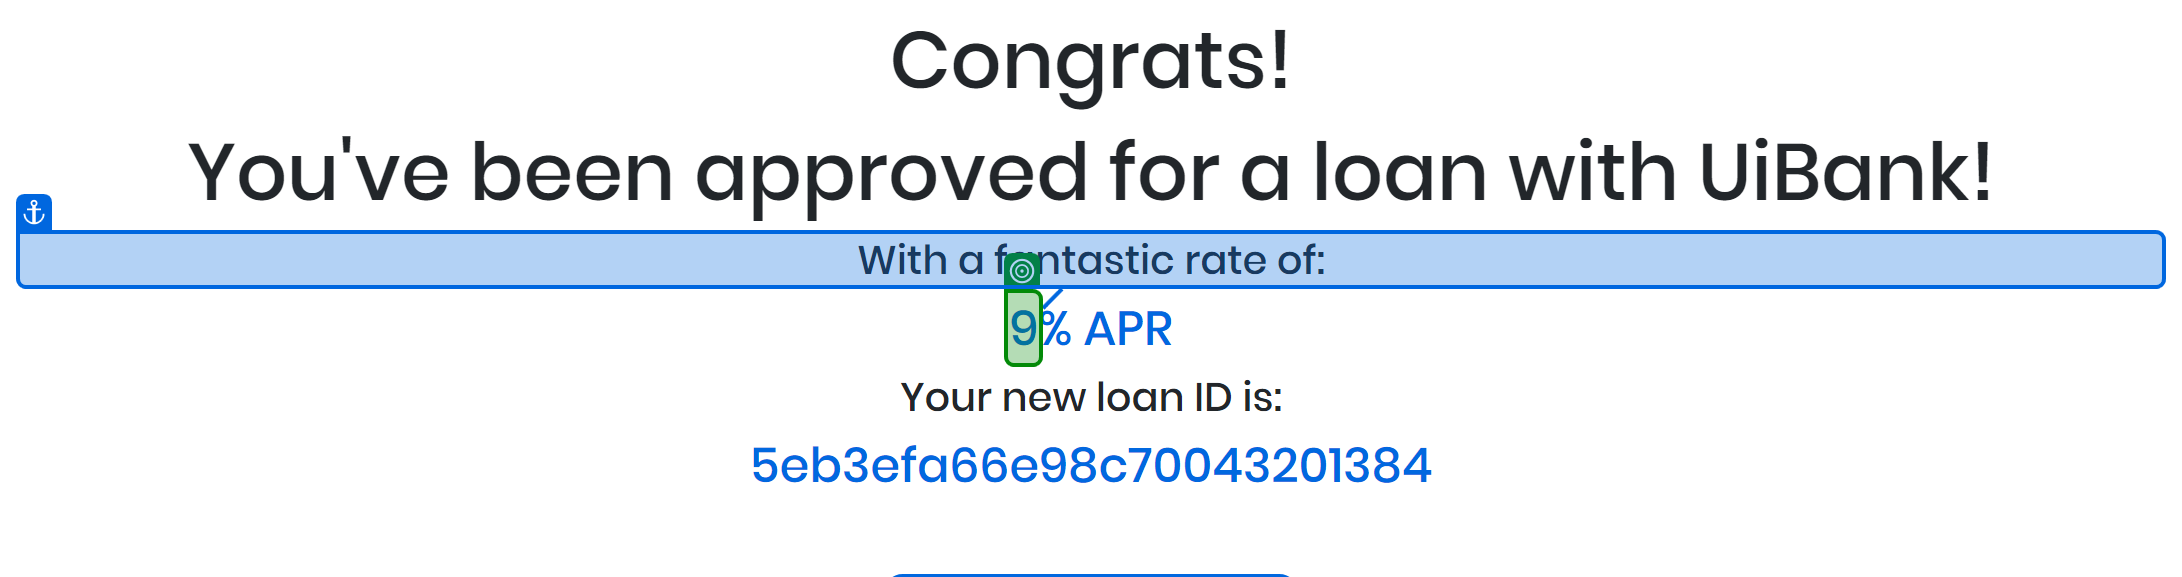 Congrats!
You've been approved for a loan with UiBank!
With a fantastic rate of:
9% APR
Your new loan ID is:
5eb3efa66e98c70043201384